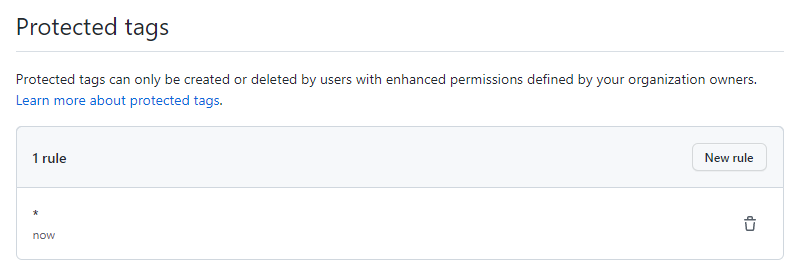 Protected tags
Protected tags can only be created or deleted by users with enhanced permissions defined by your organization owners.
Learn more about protected tags.
1 rule
New rule
*
now